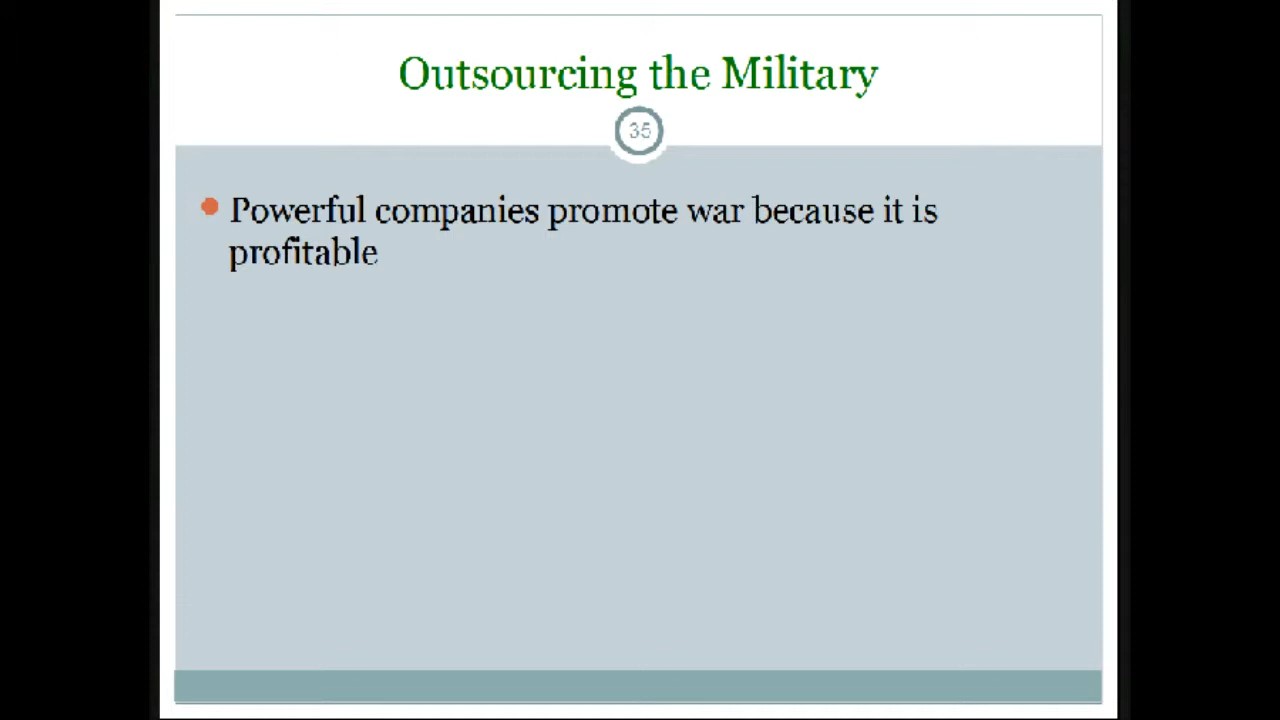 Outsourcing the Military
35
Powerful companies promote war because it is
profitable